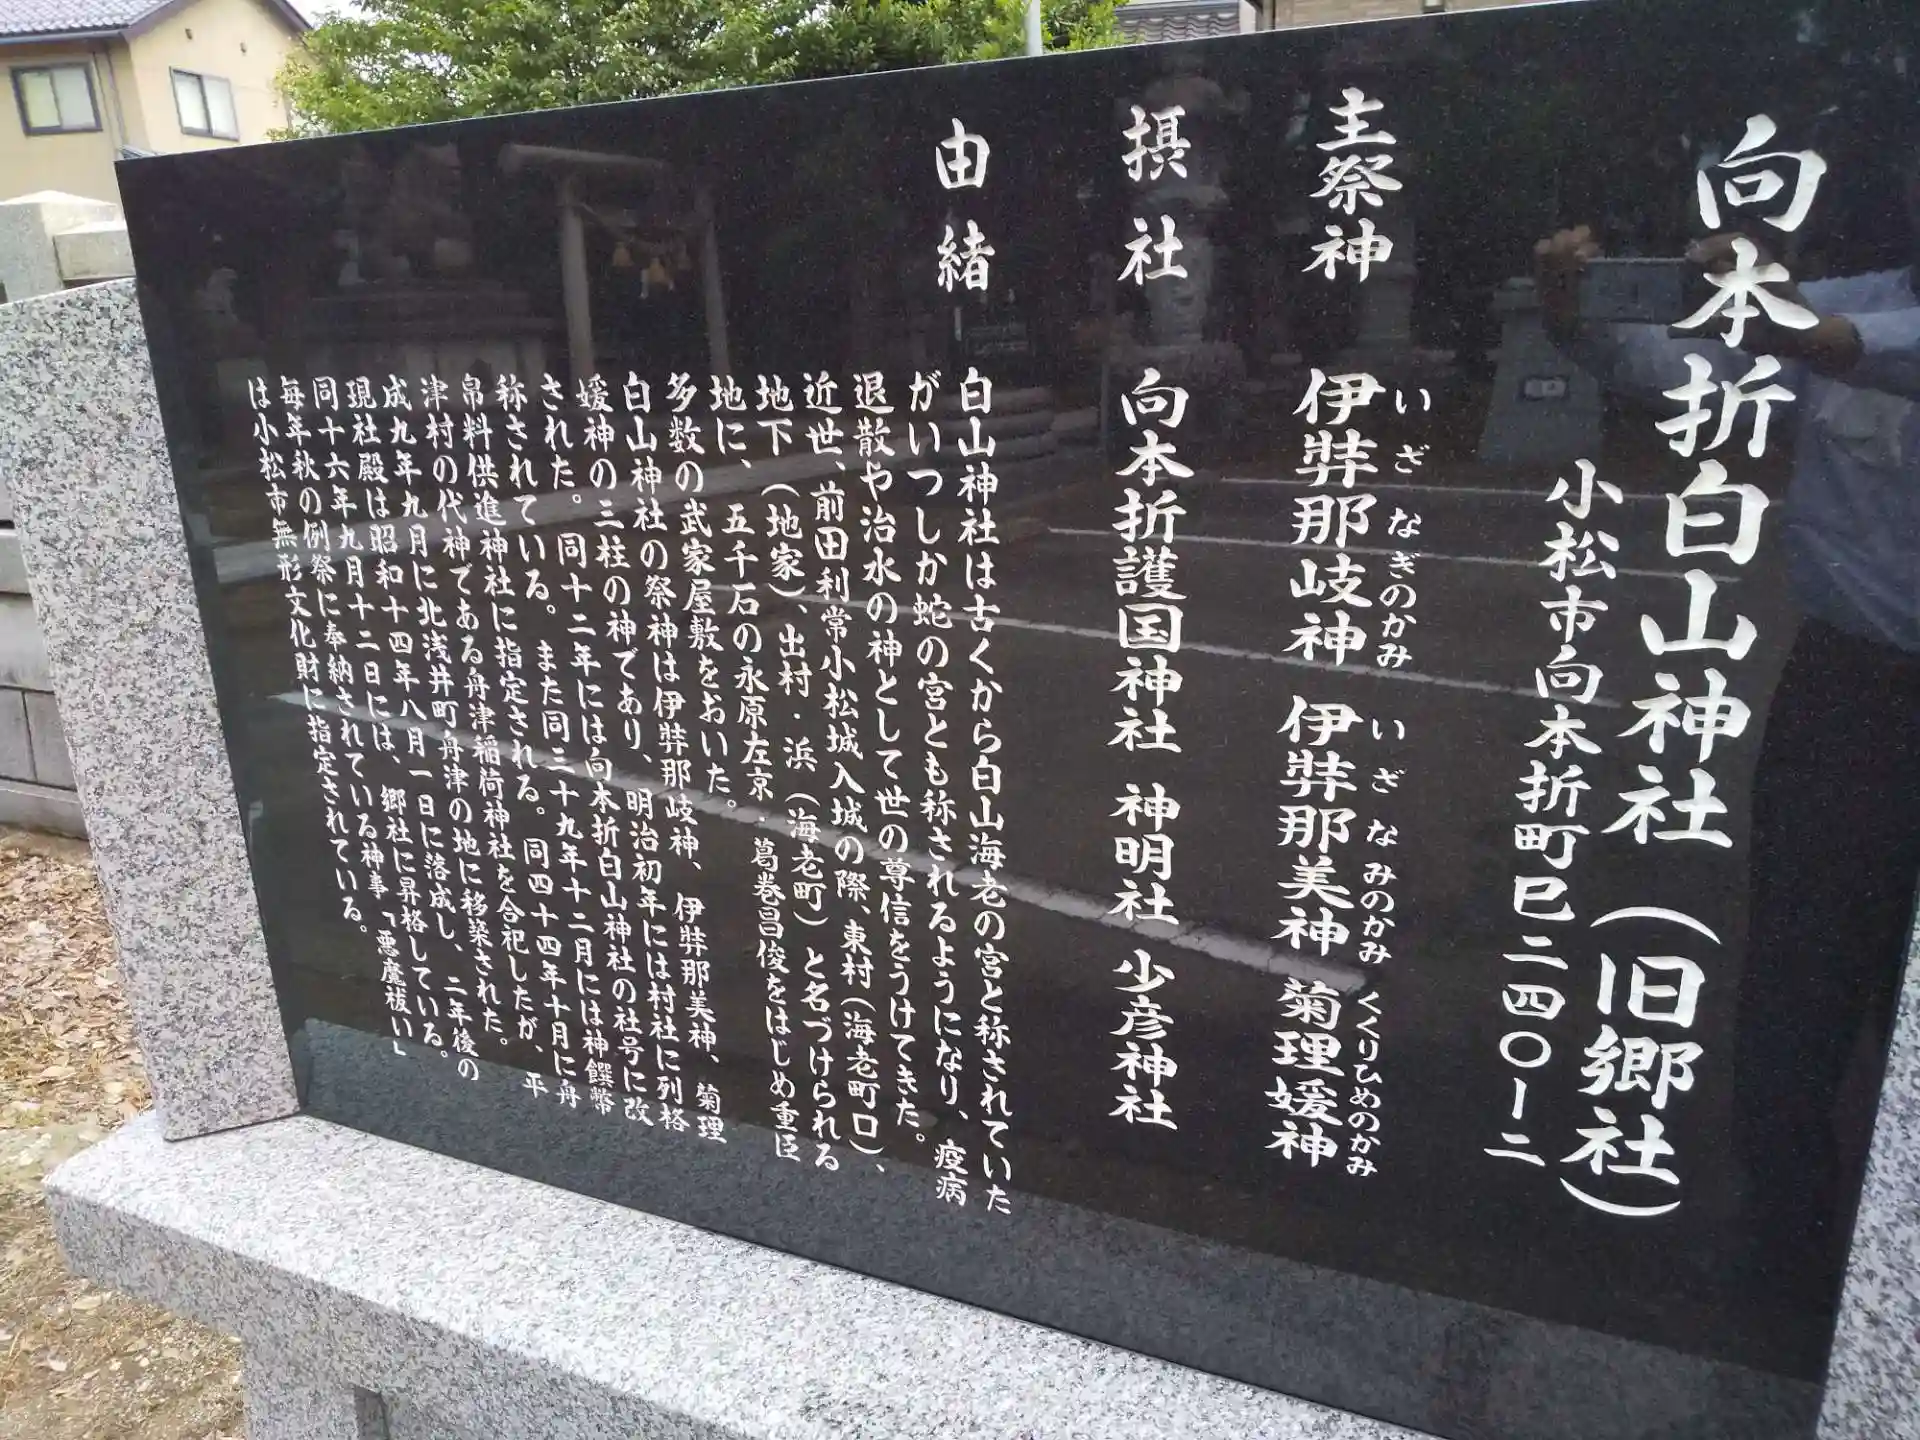 向本折白山神社（旧郷社）
小松市向本折町巳二四〇ー二
主祭神 伊弉那岐神 伊弉那美神 菊理媛神
いざなぎのかみ いざなみのかみ くくりひめのかみ
摂社 向本折護国神社 神明社 少彦神社
由緒
白山神社は古くから白山海老の宮と称されていた
がいつしか蛇の宮とも称されるようになり、疫病
退散や治水の神として世の尊信をうけてきた。
近世、前田利常小松城入城の際、東村（海老町口）、
地下（地家）、出村・浜（海老町）と名づけられる
地に、五千石の永原左京・葛巻昌俊をはじめ重臣
多数の武家屋敷をおいた。
白山神社の祭神は伊弉那岐神、伊弉那美神、菊理
媛神の三柱の神であり、明治初年には村社に列格
された。同十二年には向本折白山神社の社号に改
称されている。また同三十九年十二月には神饌幣
帛料供進神社に指定される。同四十四年十月に舟
津村の代神である舟津稲荷神社を合祀したが、平
成九年九月に北浅井町舟津の地に移築された。
現社殿は昭和十四年八月一日に落成し、二年後の
同十六年九月十二日には、郷社に昇格している。
毎年秋の例祭に奉納されている神事「悪魔祓い」
は小松市無形文化財に指定されている。